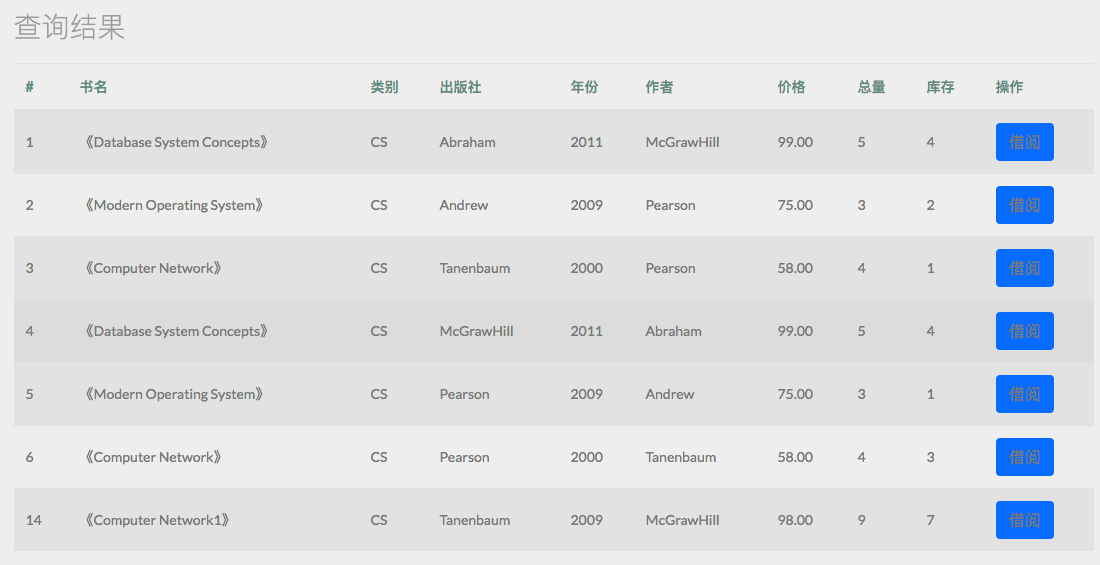 查询结果
# 书名 类别 出版社 年份 作者 价格 总量 库存 操作
1 《Database System Concepts》 CS Abraham 2011 McGrawHill 99.00 5 4 借阅
2 《Modern Operating System》 CS Andrew 2009 Pearson 75.00 3 2 借阅
3 《Computer Network》 CS Tanenbaum 2000 Pearson 58.00 4 1 借阅
4 《Database System Concepts》 CS McGrawHill 2011 Abraham 99.00 5 4 借阅
5 《Modern Operating System》 CS Pearson 2009 Andrew 75.00 3 1 借阅
6 《Computer Network》 CS Pearson 2000 Tanenbaum 58.00 4 3 借阅
14 《Computer Network1》 CS Tanenbaum 2009 McGrawHill 98.00 9 7 借阅